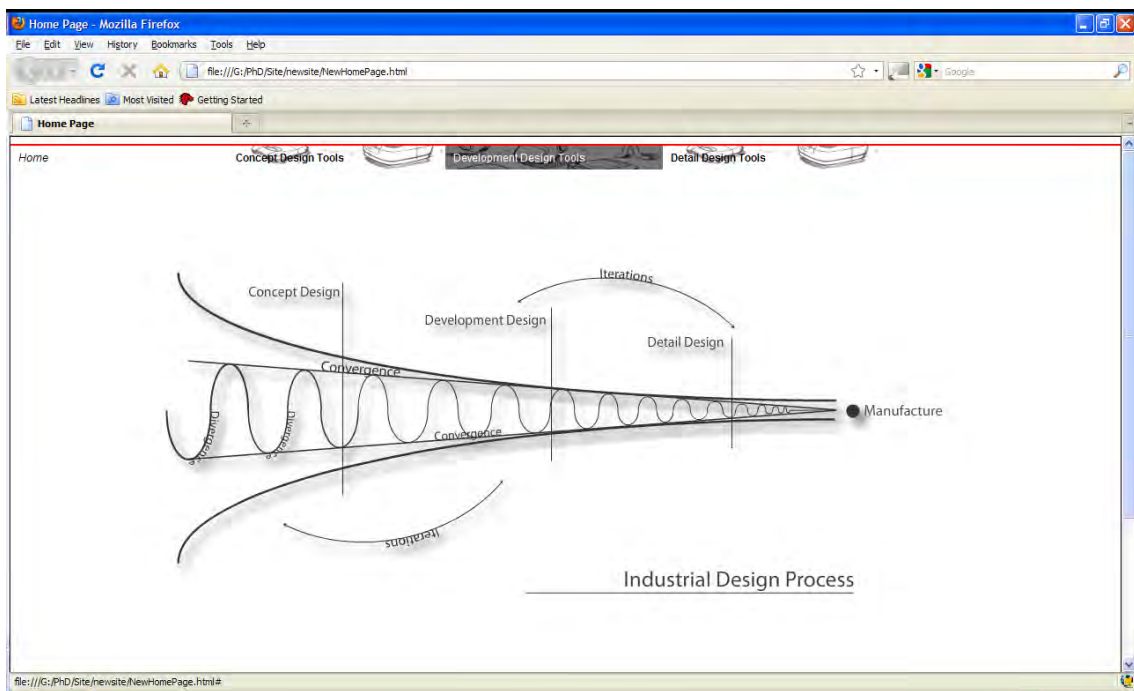 Home Page - Mozilla Firefox
File Edit View History Bookmarks Tools Help
file:///G:/PhD/Site/newsite/NewHomePage.html
Google
Latest Headlines Most Visited Getting Started
Home Page
Home Concept Design Tools Development Design Tools Detail Design Tools
Iterations
Concept Design
Development Design
Detail Design
Convergence
Divergence
Divergence
Manufacture
Convergence
Iterations
Industrial Design Process
file:///G:/PhD/Site/newsite/NewHomePage.html#